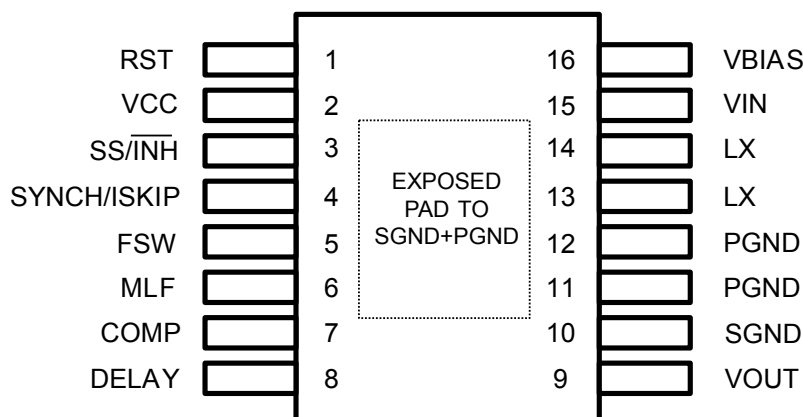 RST 1 16 VBIAS
VCC 2 15 VIN
SS/INH 3 14 LX
SYNCH/ISKIP 4 13 LX
FSW 5 12 PGND
MLF 6 11 PGND
COMP 7 10 SGND
DELAY 8 9 VOUT
EXPOSED
PAD TO
SGND+PGND